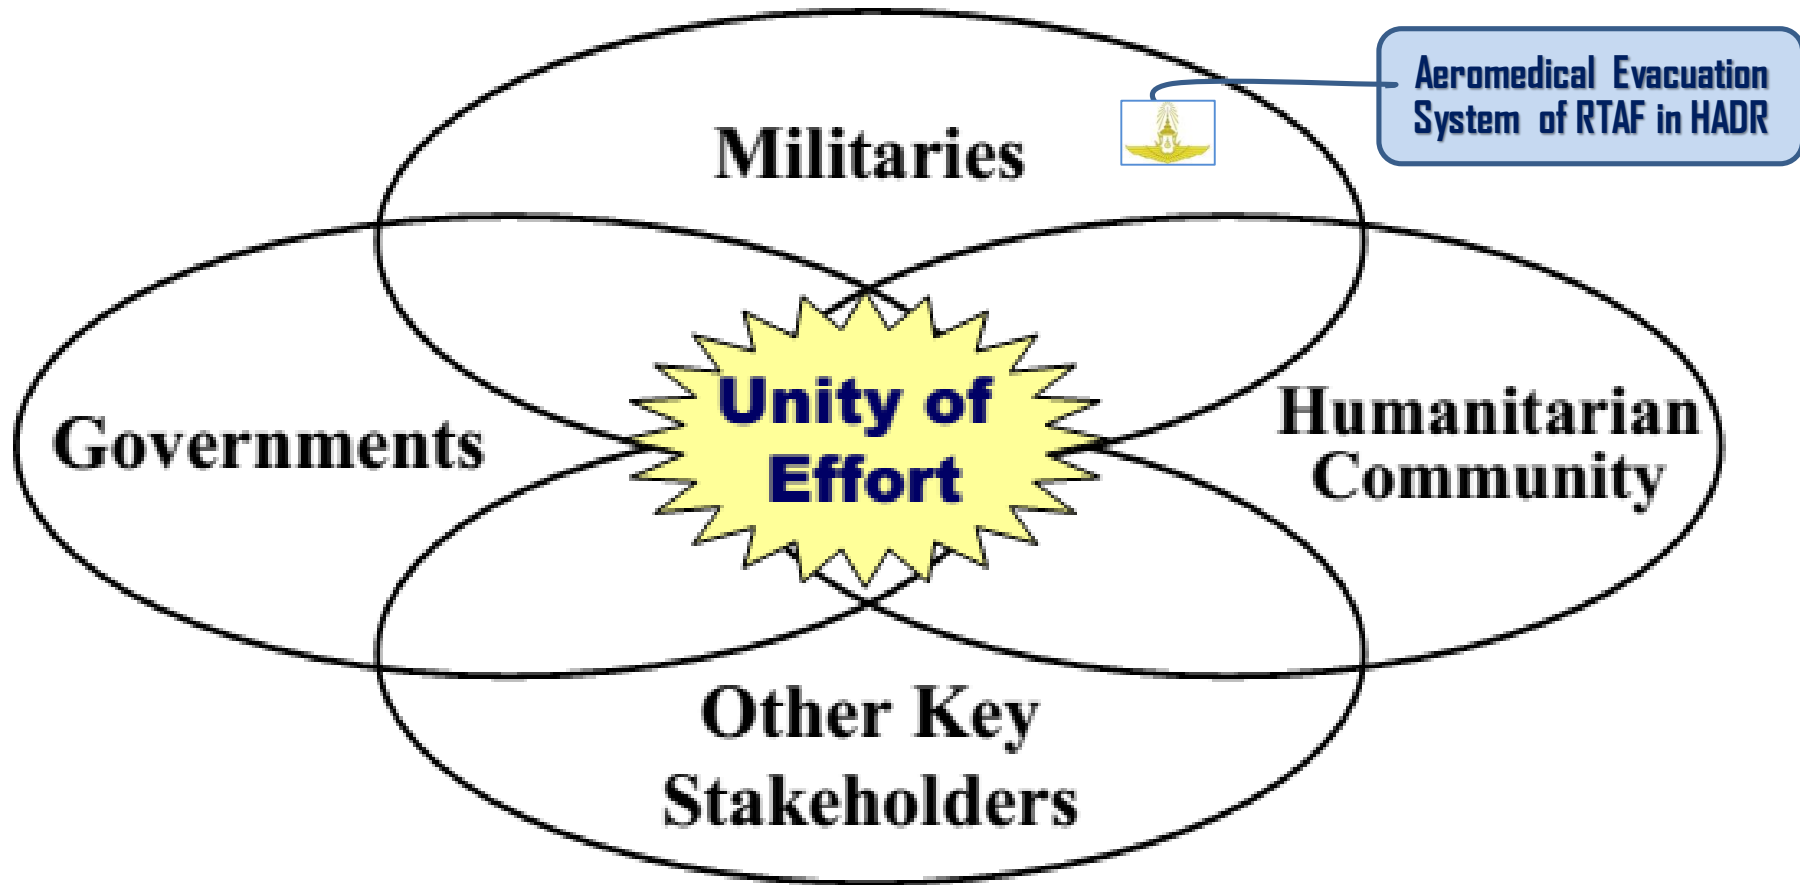 Aeromedical Evacuation
System of RTAF in HADR
Militaries
Governments
Unity of
Effort
Humanitarian
Community
Other Key
Stakeholders